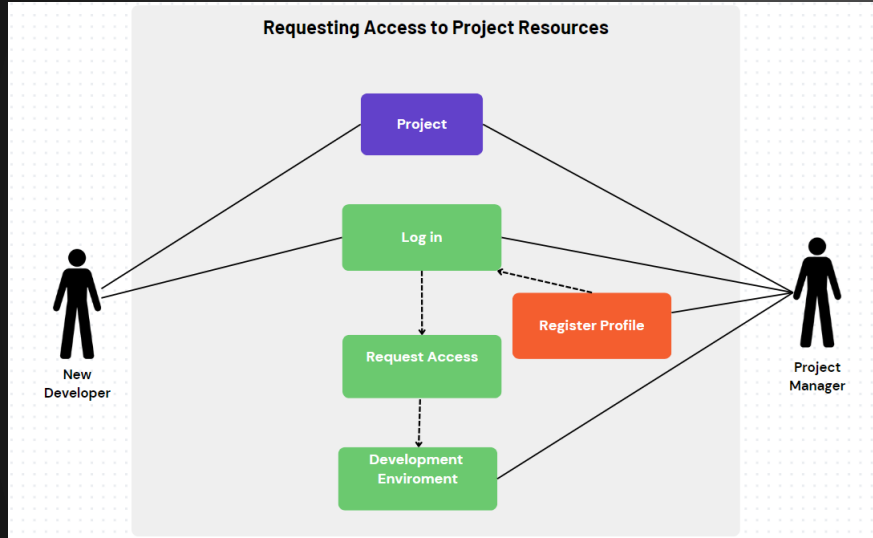 Requesting Access to Project Resources
Project
Log in
Register Profile
Request Access
Development
Enviroment
New
Developer
Project
Manager